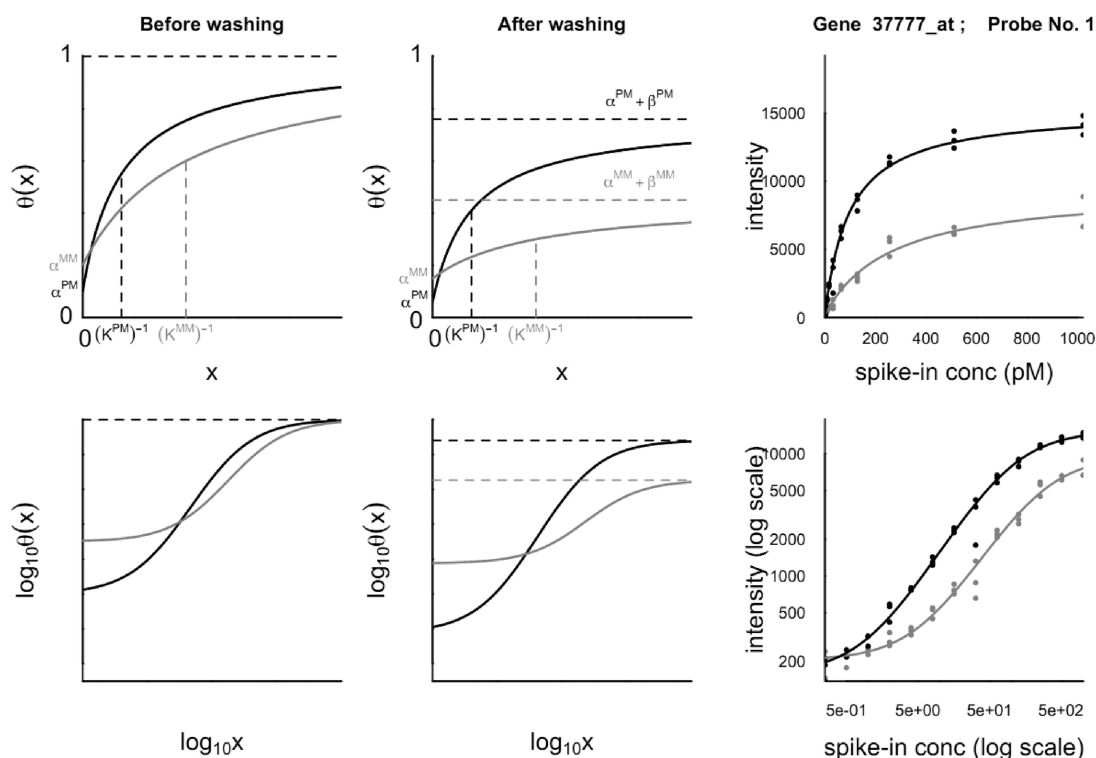 Before washing
1
θ(x)
α^MM
α^PM
0
0 (K^PM)⁻¹ (K^MM)⁻¹
x
After washing
1
α^PM + β^PM
α^MM + β^MM
θ(x)
α^MM
α^PM
0
0 (K^PM)⁻¹ (K^MM)⁻¹
x
Gene 37777_at ; Probe No. 1
15000
10000
5000
0
intensity
0 200 400 600 800 1000
spike-in conc (pM)
log₁₀θ(x)
log₁₀x
log₁₀θ(x)
log₁₀x
10000
5000
2000
1000
500
200
intensity (log scale)
5e-01 5e+00 5e+01 5e+02
spike-in conc (log scale)